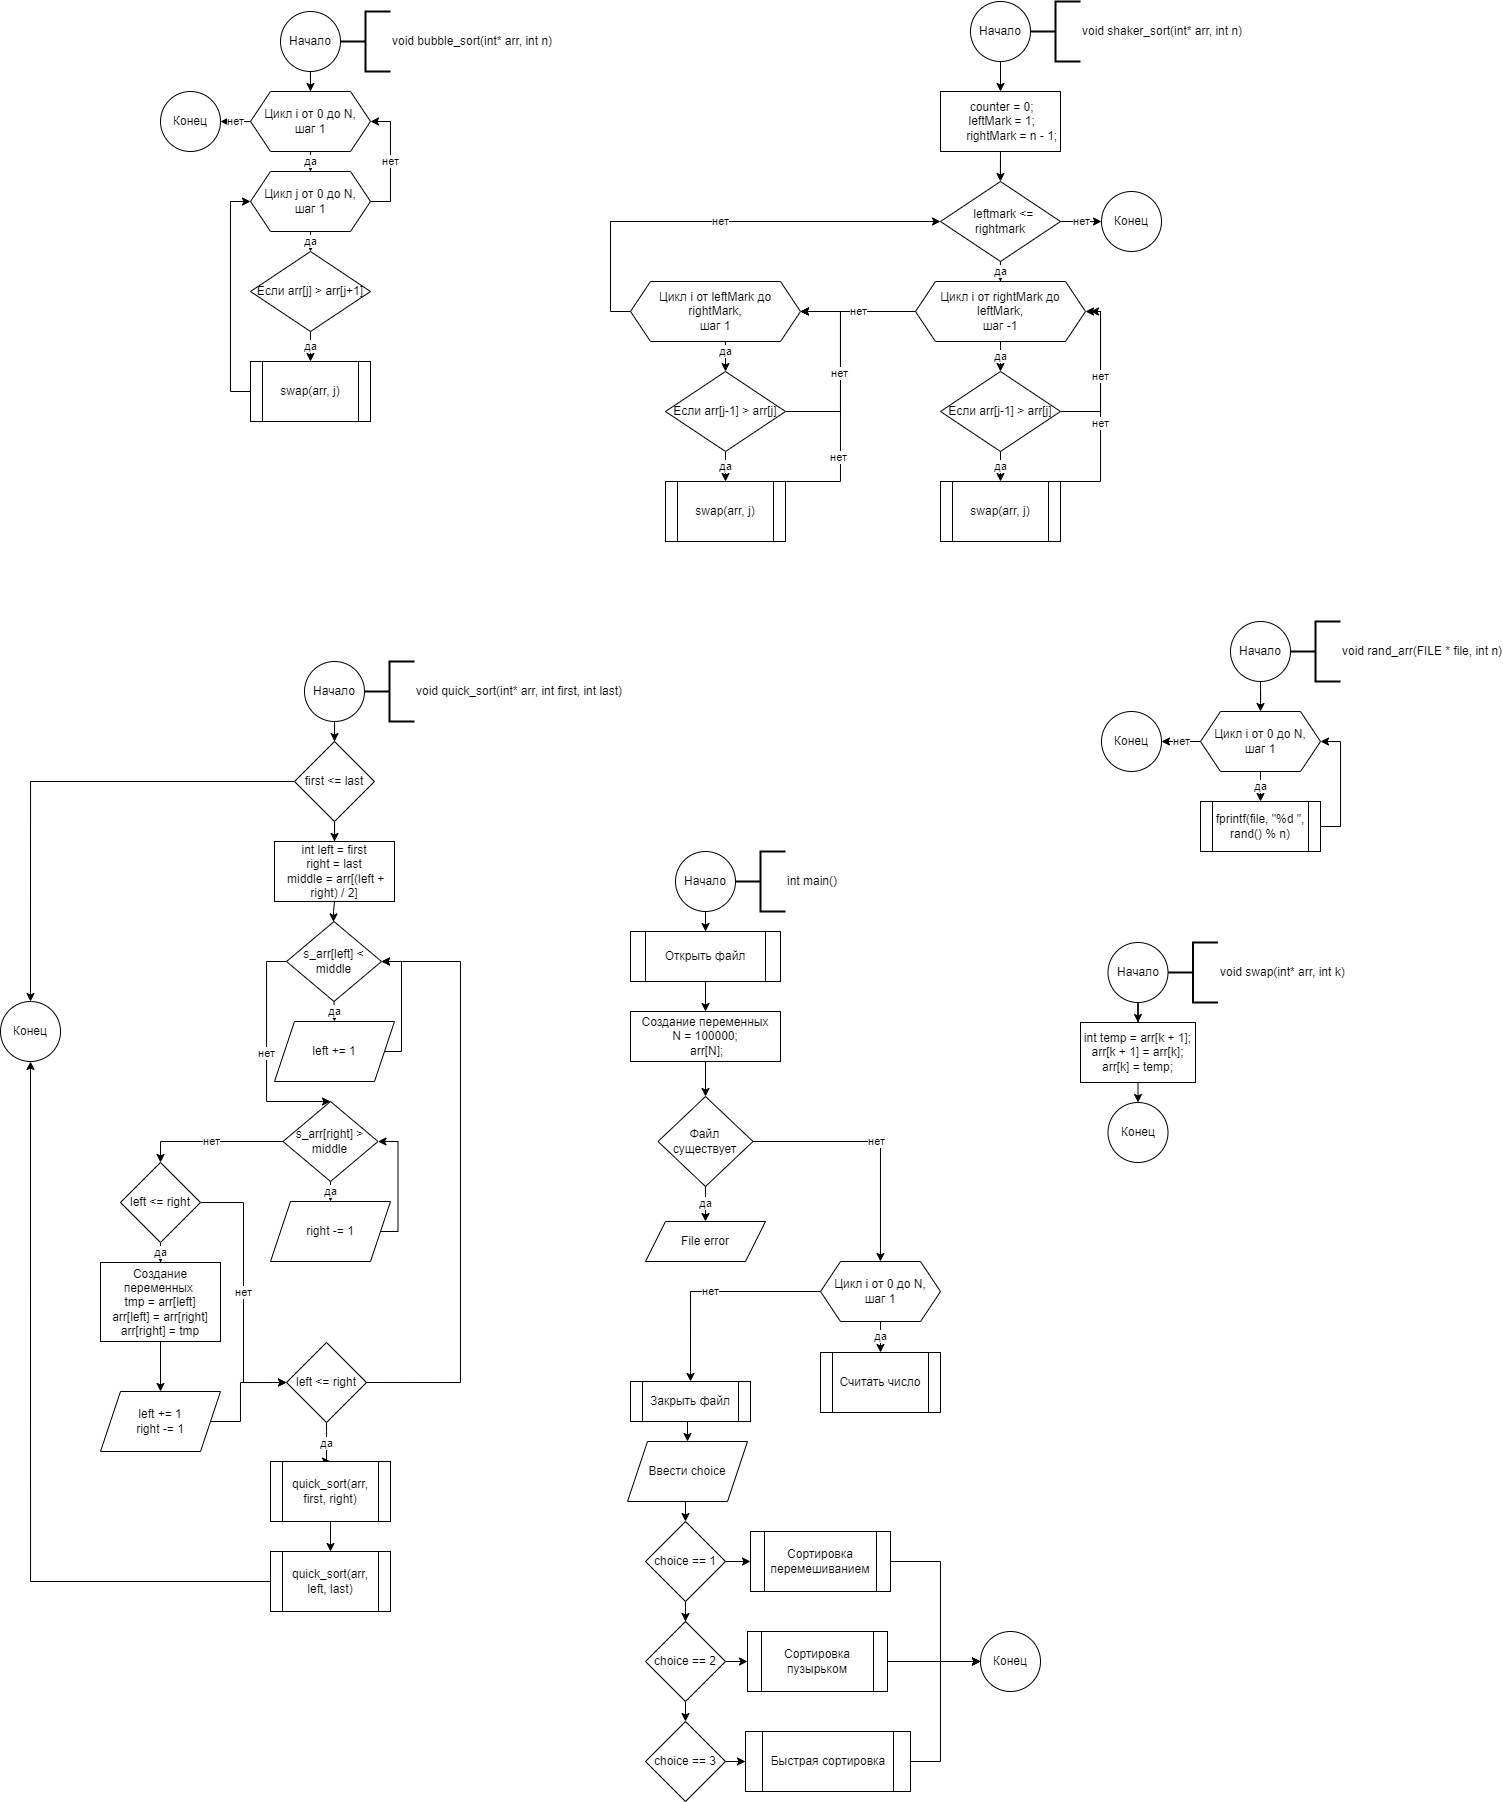 Начало
void bubble_sort(int* arr, int n)
Конец
нет
Цикл i от 0 до N,
шаг 1
да
нет
Цикл j от 0 до N,
шаг 1
да
Если arr[j] > arr[j+1]
да
swap(arr, j)
Начало
void shaker_sort(int* arr, int n)
counter = 0;
leftMark = 1;
rightMark = n - 1;
leftmark <=
rightmark
нет
Конец
нет
да
Цикл i от leftMark до
rightMark,
шаг 1
нет
Цикл i от rightMark до
leftMark,
шаг -1
да
да
нет
нет
Если arr[j-1] > arr[j]
Если arr[j-1] > arr[j]
нет
нет
да
да
swap(arr, j)
swap(arr, j)
Начало
void quick_sort(int* arr, int first, int last)
first <= last
int left = first
right = last
middle = arr[(left +
right) / 2]
s_arr[left] <
middle
да
Конец
нет
left += 1
s_arr[right] >
middle
нет
да
left <= right
right -= 1
да
Создание
переменных
tmp = arr[left]
arr[left] = arr[right]
arr[right] = tmp
нет
left <= right
left += 1
right -= 1
да
quick_sort(arr,
first, right)
quick_sort(arr,
left, last)
Начало
void rand_arr(FILE * file, int n)
Конец
нет
Цикл i от 0 до N,
шаг 1
да
fprintf(file, "%d ",
rand() % n)
Начало
int main()
Открыть файл
Создание переменных
N = 100000;
arr[N];
Файл
существует
нет
да
File error
Цикл i от 0 до N,
шаг 1
нет
да
Считать число
Закрыть файл
Ввести choice
choice == 1
Сортировка
перемешиванием
choice == 2
Сортировка
пузырьком
Конец
choice == 3
Быстрая сортировка
Начало
void swap(int* arr, int k)
int temp = arr[k + 1];
arr[k + 1] = arr[k];
arr[k] = temp;
Конец